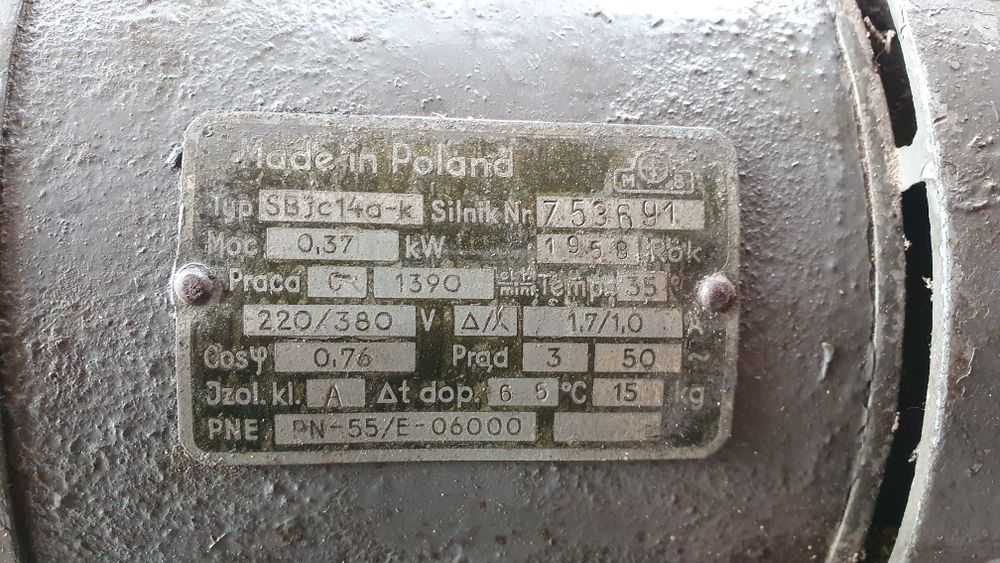 Made in Poland
M S
Typ SBJc14a-k Silnik Nr 753691
Moc 0,37 kW 1958 Rok
Praca C 1390 obr/min Temp. 35 °
220/380 V Δ/⅄ 1,7/1,0 A
Cosφ 0,76 Prąd 3 50 ~
Jzol. kl. A Δt dop. 65 °C 15 kg
PNE PN-55/E-06000